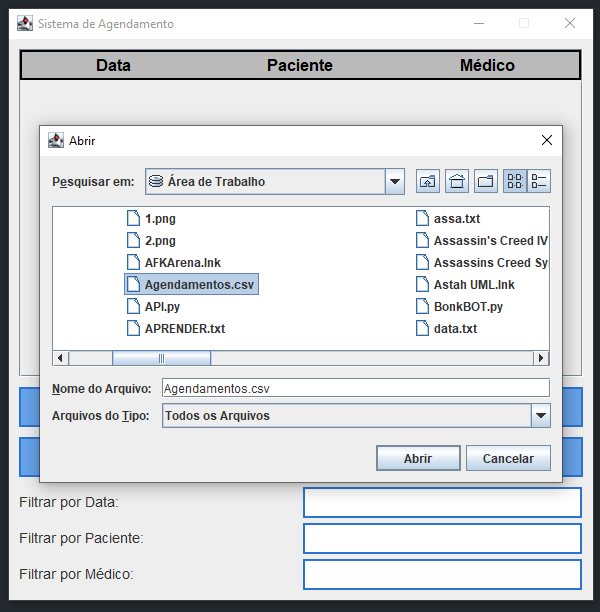 Sistema de Agendamento
Data Paciente Médico
Abrir
Pesquisar em: Área de Trabalho
1.png
2.png
AFKArena.lnk
Agendamentos.csv
API.py
APRENDER.txt
assa.txt
Assassin's Creed IV
Assassins Creed Sy
Astah UML.lnk
BonkBOT.py
data.txt
Nome do Arquivo: Agendamentos.csv
Arquivos do Tipo: Todos os Arquivos
Abrir Cancelar
Filtrar por Data:
Filtrar por Paciente:
Filtrar por Médico: